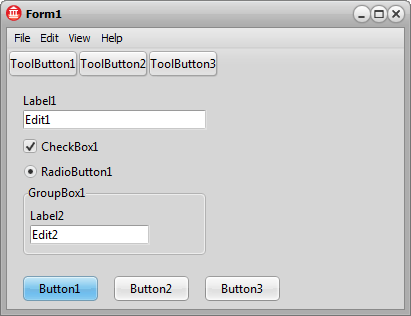 Form1
File Edit View Help
ToolButton1 ToolButton2 ToolButton3
Label1
Edit1
CheckBox1
RadioButton1
GroupBox1
Label2
Edit2
Button1 Button2 Button3